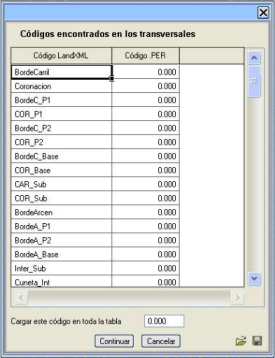 Códigos encontrados en los transversales
Código LandXML Código .PER
BordeCarril 0.000
Coronacion 0.000
BordeC_P1 0.000
COR_P1 0.000
BordeC_P2 0.000
COR_P2 0.000
BordeC_Base 0.000
COR_Base 0.000
CAR_Sub 0.000
COR_Sub 0.000
BordeArcen 0.000
BordeA_P1 0.000
BordeA_P2 0.000
BordeA_Base 0.000
Inter_Sub 0.000
Cuneta_Int 0.000
Cargar este código en toda la tabla 0.000
Continuar Cancelar